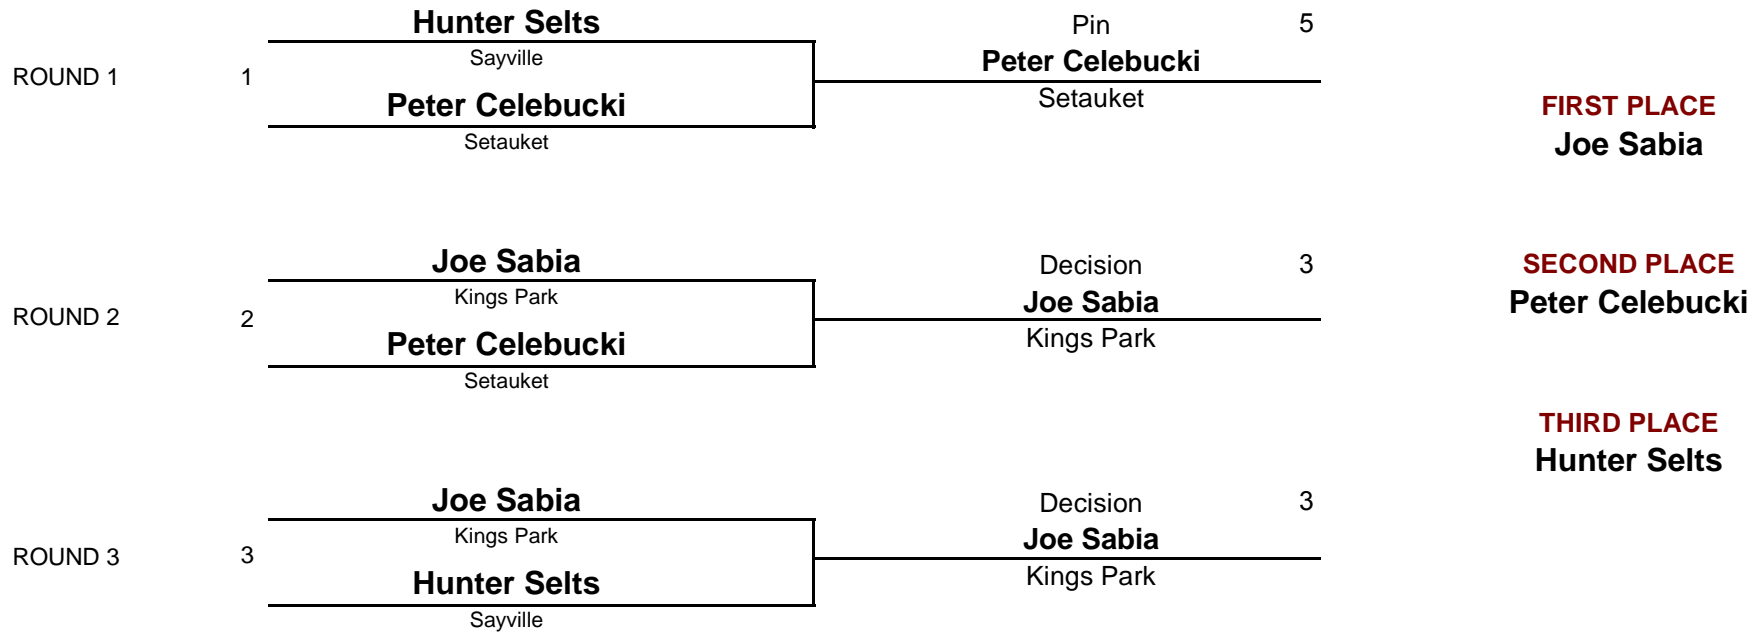 Hunter Selts
Pin 5
Sayville
Peter Celebucki
ROUND 1 1
Peter Celebucki
Setauket
Setauket
FIRST PLACE
Joe Sabia
Joe Sabia
Decision 3
Kings Park
Joe Sabia
ROUND 2 2
Peter Celebucki
Kings Park
Setauket
SECOND PLACE
Peter Celebucki
THIRD PLACE
Hunter Selts
Joe Sabia
Decision 3
Kings Park
Joe Sabia
ROUND 3 3
Hunter Selts
Kings Park
Sayville